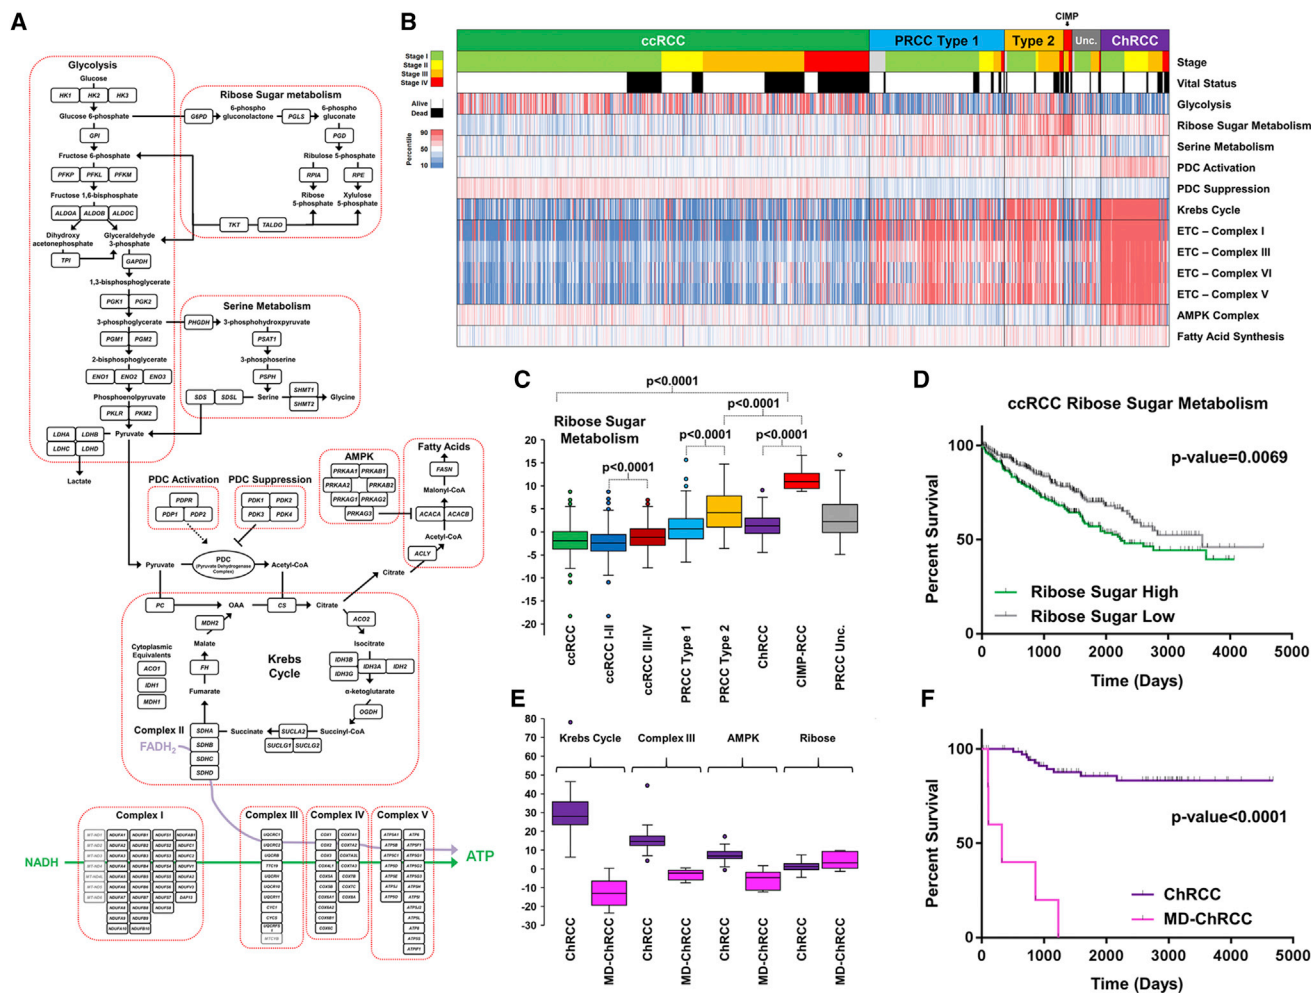 A
Glycolysis
Glucose
HK1 HK2 HK3
Glucose 6-phosphate
GPI
Fructose 6-phosphate
PFKP PFKL PFKM
Fructose 1,6-bisphosphate
ALDOA ALDOB ALDOC
Dihydroxy
acetonephosphate
Glyceraldehyde
3-phosphate
TPI
GAPDH
1,3-bisphosphoglycerate
PGK1 PGK2
3-phosphoglycerate
PGM1 PGM2
2-bisphosphoglycerate
ENO1 ENO2 ENO3
Phosphoenolpyruvate
PKLR PKM2
Pyruvate
LDHA LDHB
LDHC LDHD
Lactate
Ribose Sugar metabolism
G6PD
6-phospho
gluconolactone
PGLS
6-phospho
gluconate
PGD
Ribulose 5-phosphate
RPIA RPE
Ribose
5-phosphate
Xylulose
5-phosphate
TKT TALDO
Serine Metabolism
PHGDH
3-phosphohydroxpyruvate
PSAT1
3-phosphoserine
PSPH
SDS SDSL
Serine
SHMT1
SHMT2
Glycine
PDC Activation
PDPR
PDP1 PDP2
PDC Suppression
PDK1 PDK2
PDK3 PDK4
AMPK
PRKAA1 PRKAB1
PRKAA2 PRKAB2
PRKAG1 PRKAG2
PRKAG3
Fatty Acids
FASN
Malonyl-CoA
ACACA ACACB
Acetyl-CoA
ACLY
Citrate
Pyruvate
PDC
(Pyruvate Dehydrogenase
Complex)
Acetyl-CoA
PC
OAA
CS
Citrate
MDH2
ACO2
Malate
Isocitrate
Cytoplasmic
Equivalents
ACO1
IDH1
MDH1
FH
Krebs
Cycle
IDH3B
IDH3G
IDH3A
IDH2
Fumarate
α-ketoglutarate
OGDH
Complex II
SDHA
SDHB
SDHC
SDHD
Succinate
SUCLA2
SUCLG1 SUCLG2
Succinyl-CoA
FADH2
Complex I
Complex III
Complex IV
Complex V
NADH
ATP
B
CIMP
ccRCC
PRCC Type 1
Type 2
Unc.
ChRCC
Stage I
Stage II
Stage III
Stage IV
Alive
Dead
Percentile
90
50
10
Stage
Vital Status
Glycolysis
Ribose Sugar Metabolism
Serine Metabolism
PDC Activation
PDC Suppression
Krebs Cycle
ETC – Complex I
ETC – Complex III
ETC – Complex VI
ETC – Complex V
AMPK Complex
Fatty Acid Synthesis
C
p<0.0001
p<0.0001
Ribose Sugar
Metabolism
p<0.0001
p<0.0001
p<0.0001
20
15
10
5
0
-5
-10
-15
-20
ccRCC
ccRCC I-II
ccRCC III-IV
PRCC Type 1
PRCC Type 2
ChRCC
CIMP-RCC
PRCC Unc.
D
ccRCC Ribose Sugar Metabolism
p-value=0.0069
Percent Survival
100
50
0
Ribose Sugar High
Ribose Sugar Low
0 1000 2000 3000 4000 5000
Time (Days)
E
80
70
60
50
40
30
20
10
0
-10
-20
-30
Krebs Cycle
Complex III
AMPK
Ribose
ChRCC
MD-ChRCC
ChRCC
MD-ChRCC
ChRCC
MD-ChRCC
ChRCC
MD-ChRCC
F
Percent Survival
100
50
0
p-value<0.0001
ChRCC
MD-ChRCC
0 1000 2000 3000 4000 5000
Time (Days)